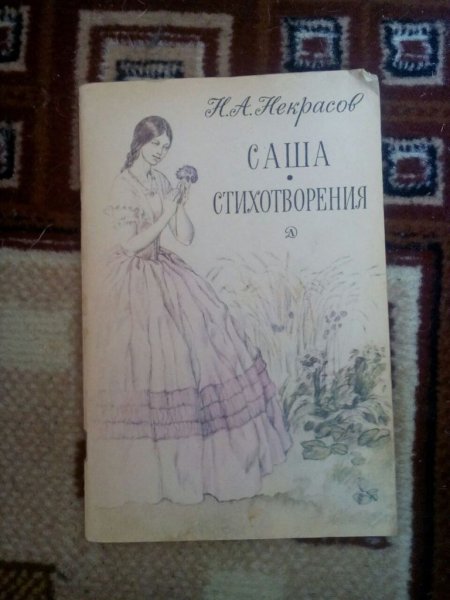 Н.А.Некрасов
САША
•
СТИХОТВОРЕНИЯ
Д